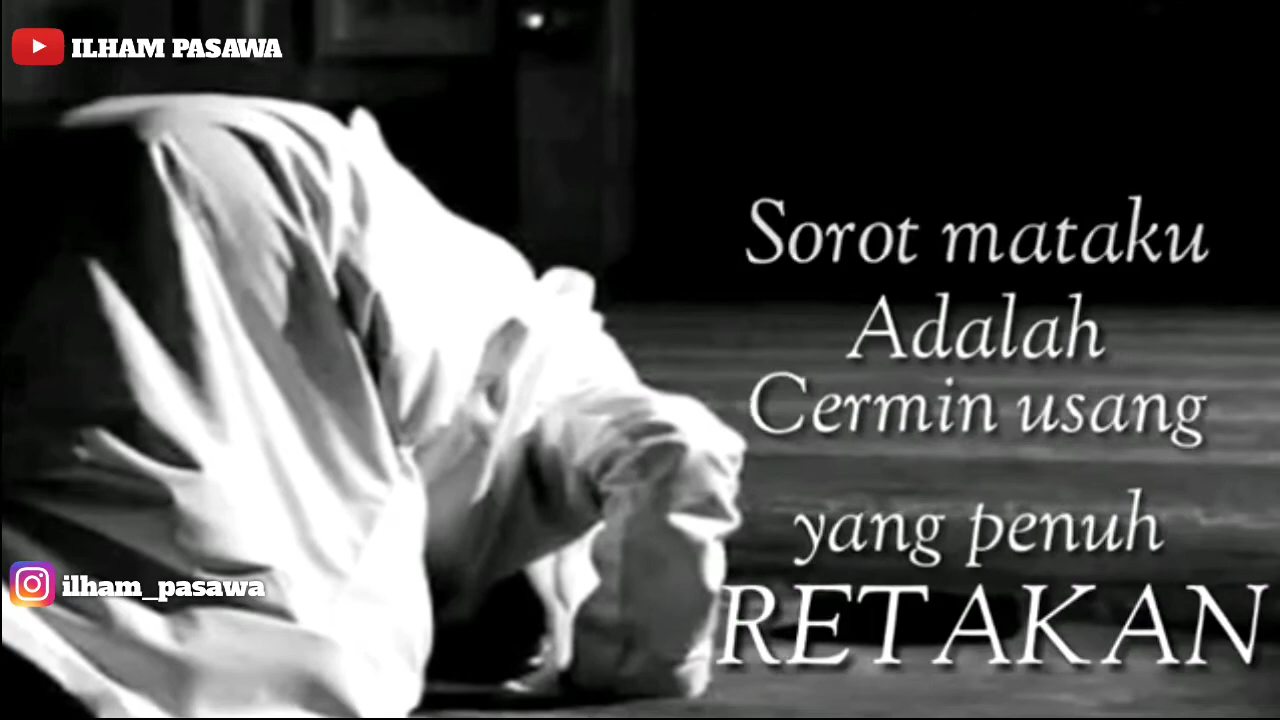 ILHAM PASAWA
Sorot mataku
Adalah
Cermin usang
yang penuh
RETAKAN
ilham_pasawa